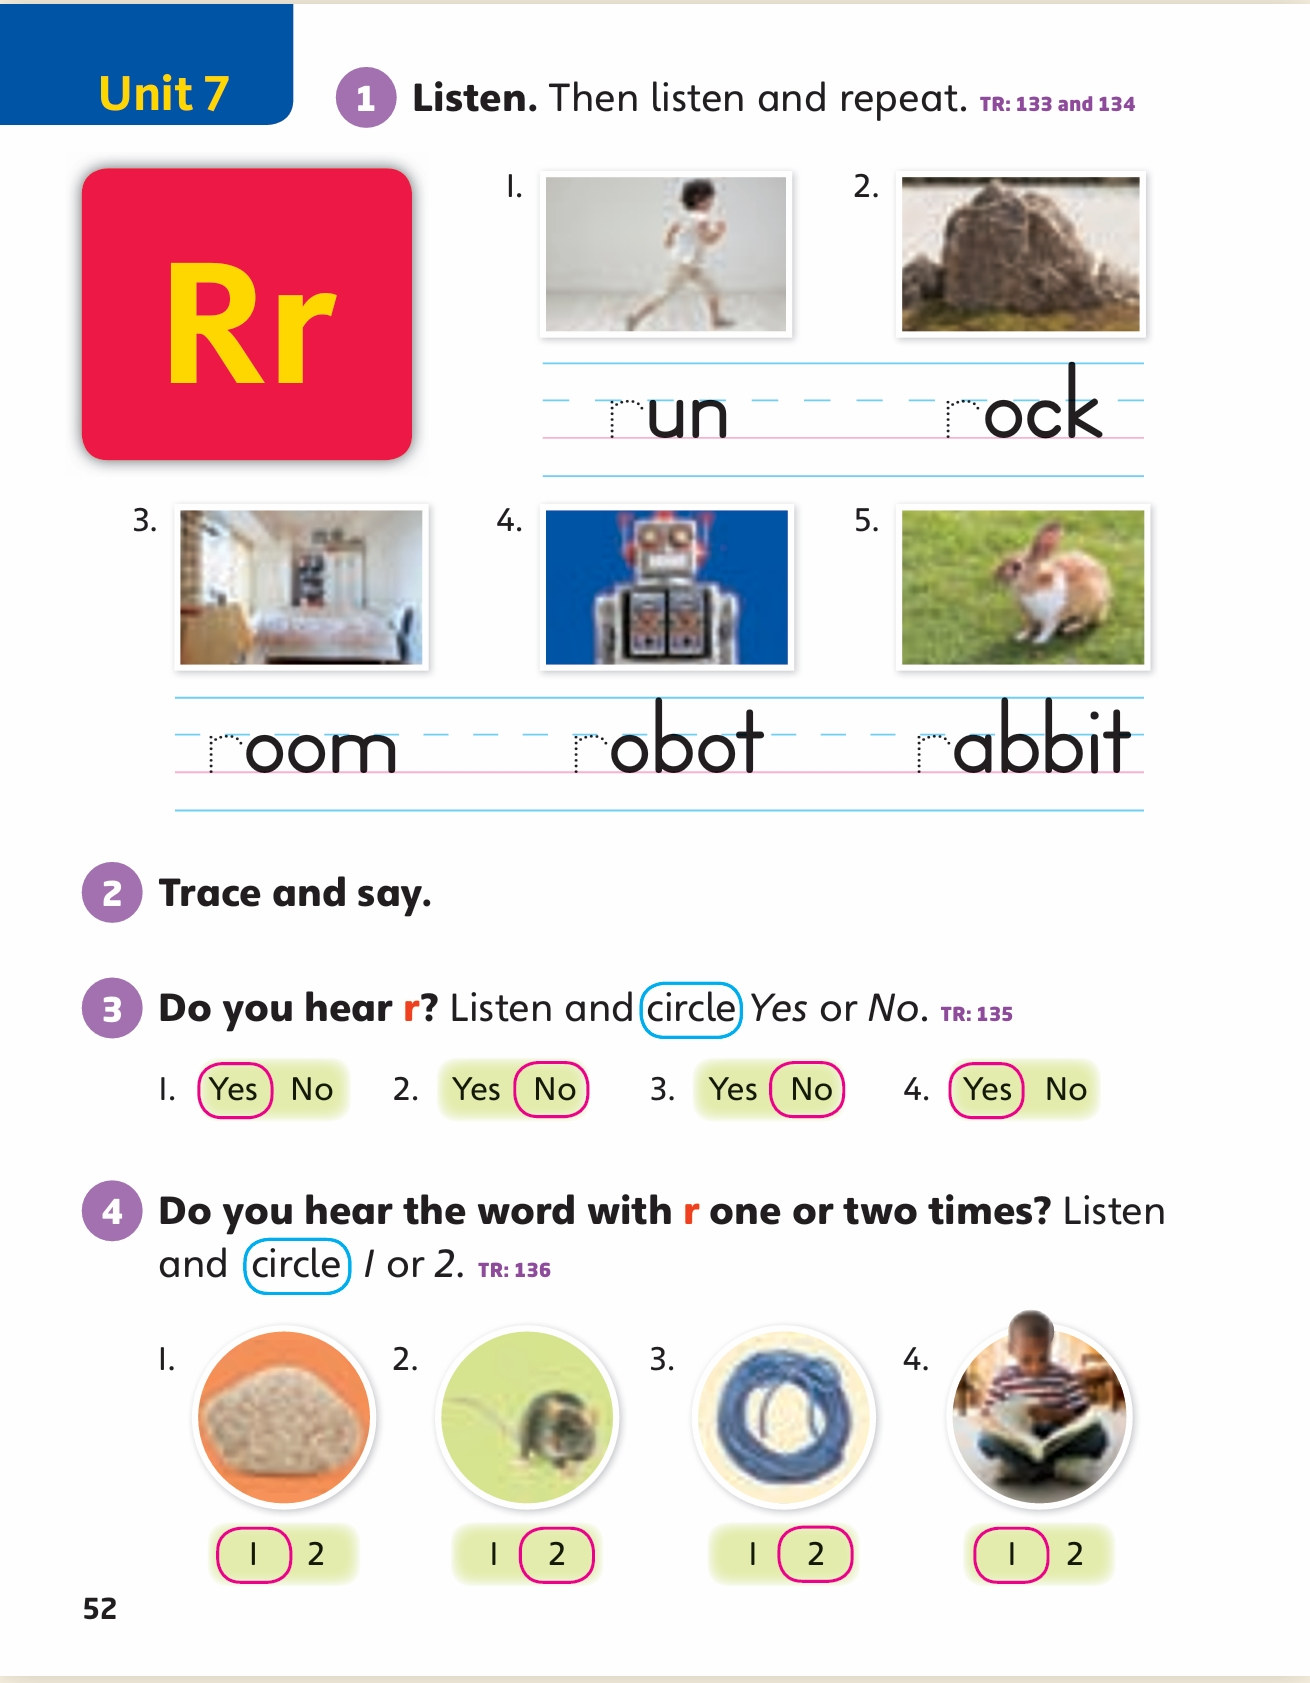 Unit 7
1 Listen. Then listen and repeat. TR: 133 and 134
Rr
1.
2.
run
rock
3.
4.
5.
room
robot
rabbit
2 Trace and say.
3 Do you hear r? Listen and circle Yes or No. TR: 135
1. Yes No
2. Yes No
3. Yes No
4. Yes No
4 Do you hear the word with r one or two times? Listen
and circle 1 or 2. TR: 136
1.
2.
3.
4.
1 2
1 2
1 2
1 2
52